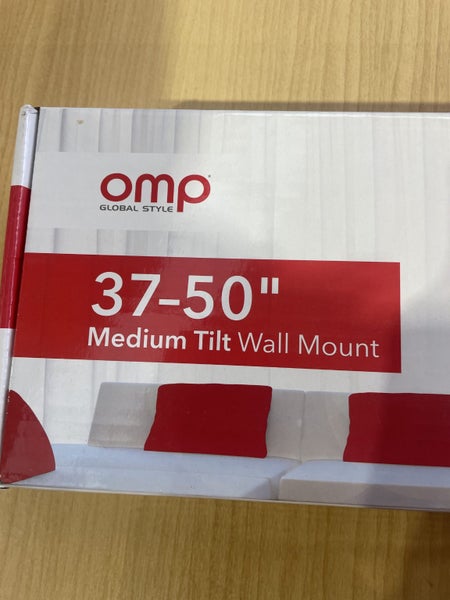 omp
GLOBAL STYLE
37-50"
Medium Tilt Wall Mount